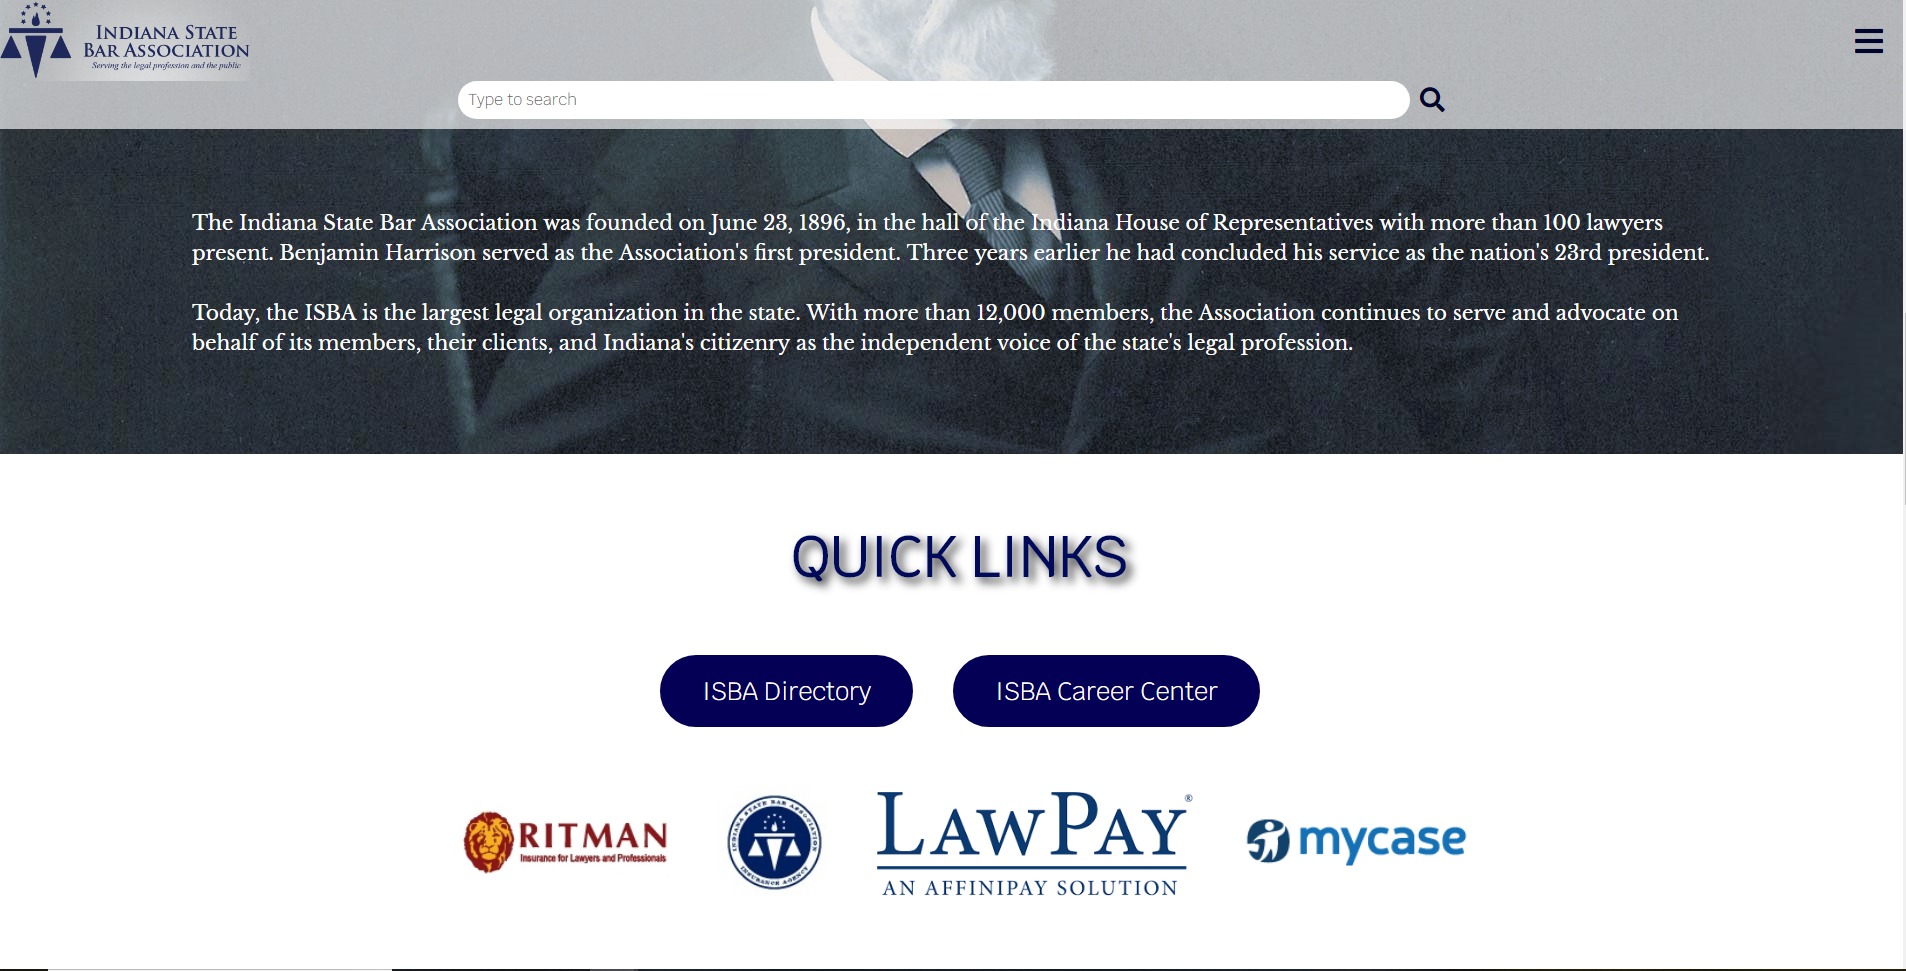 INDIANA STATE
BAR ASSOCIATION
Serving the legal profession and the public
Type to search
The Indiana State Bar Association was founded on June 23, 1896, in the hall of the Indiana House of Representatives with more than 100 lawyers
present. Benjamin Harrison served as the Association's first president. Three years earlier he had concluded his service as the nation's 23rd president.
Today, the ISBA is the largest legal organization in the state. With more than 12,000 members, the Association continues to serve and advocate on
behalf of its members, their clients, and Indiana's citizenry as the independent voice of the state's legal profession.
QUICK LINKS
ISBA Directory
ISBA Career Center
RITMAN
Insurance for Lawyers and Professionals
INDIANA STATE BAR ASSOCIATION
INSURANCE AGENCY
LAWPAY®
AN AFFINIPAY SOLUTION
mycase